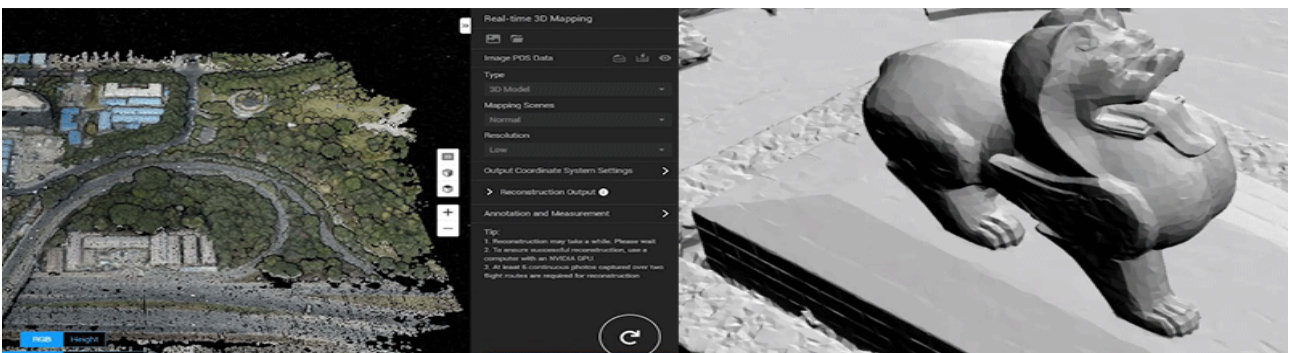 Real-time 3D Mapping
Image POS Data
Type
3D Model
Mapping Scenes
Normal
Resolution
Low
Output Coordinate System Settings
Reconstruction Output
Annotation and Measurement
Tip:
1. Reconstruction may take a while. Please wait
2. To ensure successful reconstruction, use a
computer with an NVIDIA GPU
3. At least 6 continuous photos captured over two
flight routes are required for reconstruction
RGB Height